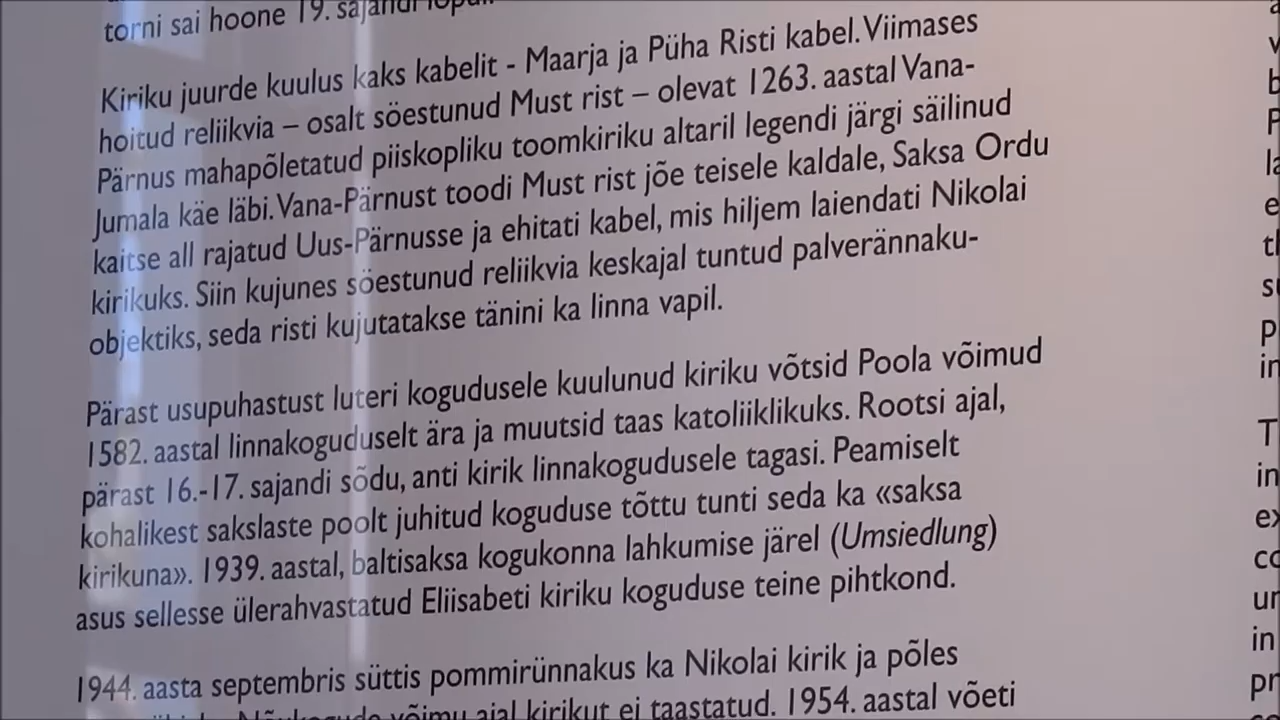 torni sai hoone 19. sajandi lõpul
Kiriku juurde kuulus kaks kabelit - Maarja ja Püha Risti kabel. Viimases
hoitud reliikvia – osalt söestunud Must rist – olevat 1263. aastal Vana-
Pärnus mahapõletatud piiskopliku toomkiriku altaril legendi järgi säilinud
Jumala käe läbi. Vana-Pärnust toodi Must rist jõe teisele kaldale, Saksa Ordu
kaitse all rajatud Uus-Pärnusse ja ehitati kabel, mis hiljem laiendati Nikolai
kirikuks. Siin kujunes söestunud reliikvia keskajal tuntud palverännaku-
objektiks, seda risti kujutatakse tänini ka linna vapil.
Pärast usupuhastust luteri kogudusele kuulunud kiriku võtsid Poola võimud
1582. aastal linnakoguduselt ära ja muutsid taas katoliiklikuks. Rootsi ajal,
pärast 16.-17. sajandi sõdu, anti kirik linnakogudusele tagasi. Peamiselt
kohalikest sakslaste poolt juhitud koguduse tõttu tunti seda ka «saksa
kirikuna». 1939. aastal, baltisaksa kogukonna lahkumise järel (Umsiedlung)
asus sellesse ülerahvastatud Eliisabeti kiriku koguduse teine pihtkond.
1944. aasta septembris süttis pommirünnakus ka Nikolai kirik ja põles
Nõukogude võimu ajal kirikut ei taastatud. 1954. aastal võeti